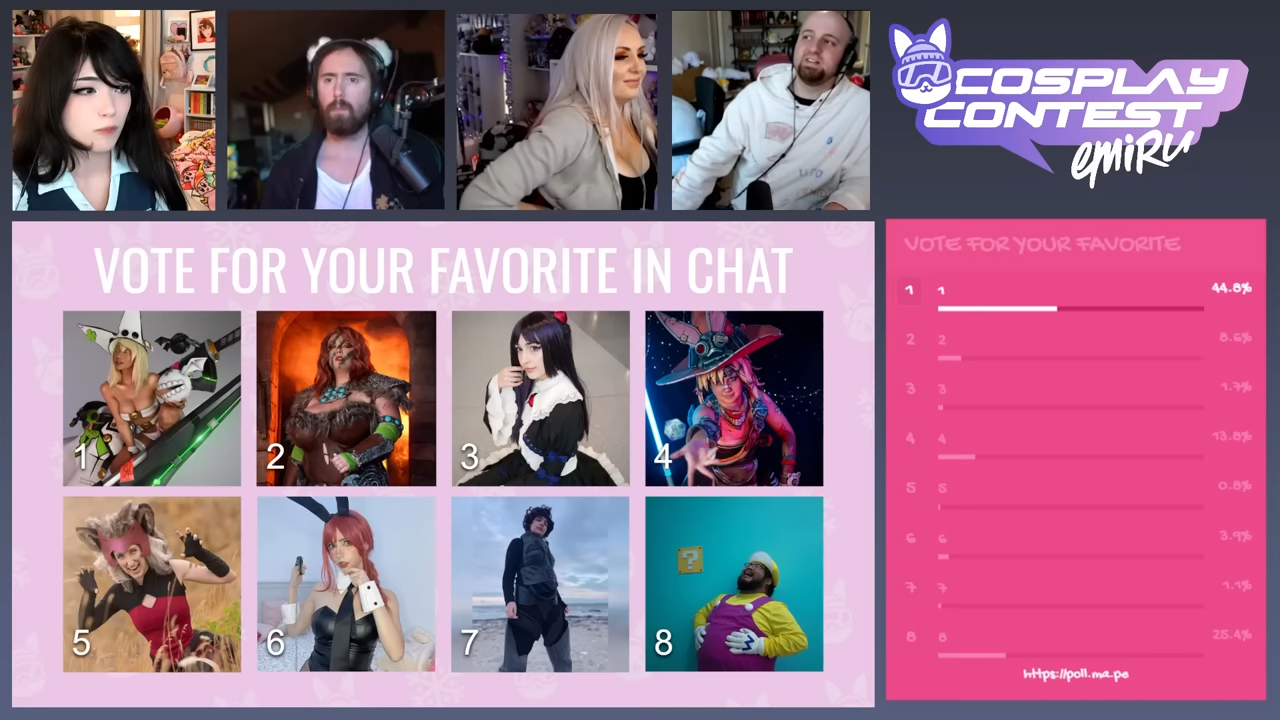 COSPLAY
CONTEST
emiru
VOTE FOR YOUR FAVORITE IN CHAT
1
2
3
4
5
6
7
8
VOTE FOR YOUR FAVORITE
1 1 44.8%
2 2 8.6%
3 3 1.7%
4 4 13.8%
5 5 0.8%
6 6 3.9%
7 7 1.1%
8 8 25.4%
https://poll.ma.pe